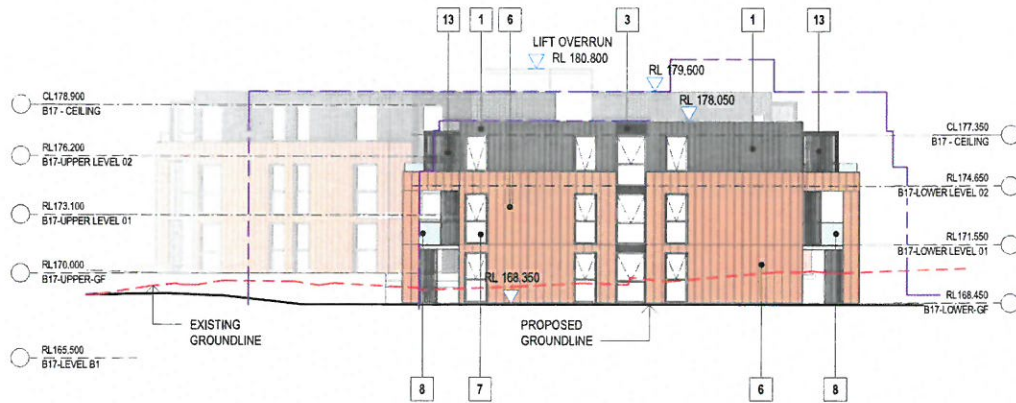 13 1 6 3 1 13
LIFT OVERRUN
RL 180.800
RL 179,600
RL 178,050
CL178.900
B17 - CEILING
RL176.200
B17-UPPER LEVEL 02
RL173.100
B17-UPPER LEVEL 01
RL170.000
B17-UPPER-GF
RL165.500
B17-LEVEL B1
CL177.350
B17 - CEILING
RL174.650
B17-LOWER LEVEL 02
RL171.550
B17-LOWER LEVEL 01
RL168.450
B17-LOWER-GF
RL 168.350
EXISTING
GROUNDLINE
PROPOSED
GROUNDLINE
8 7 6 8